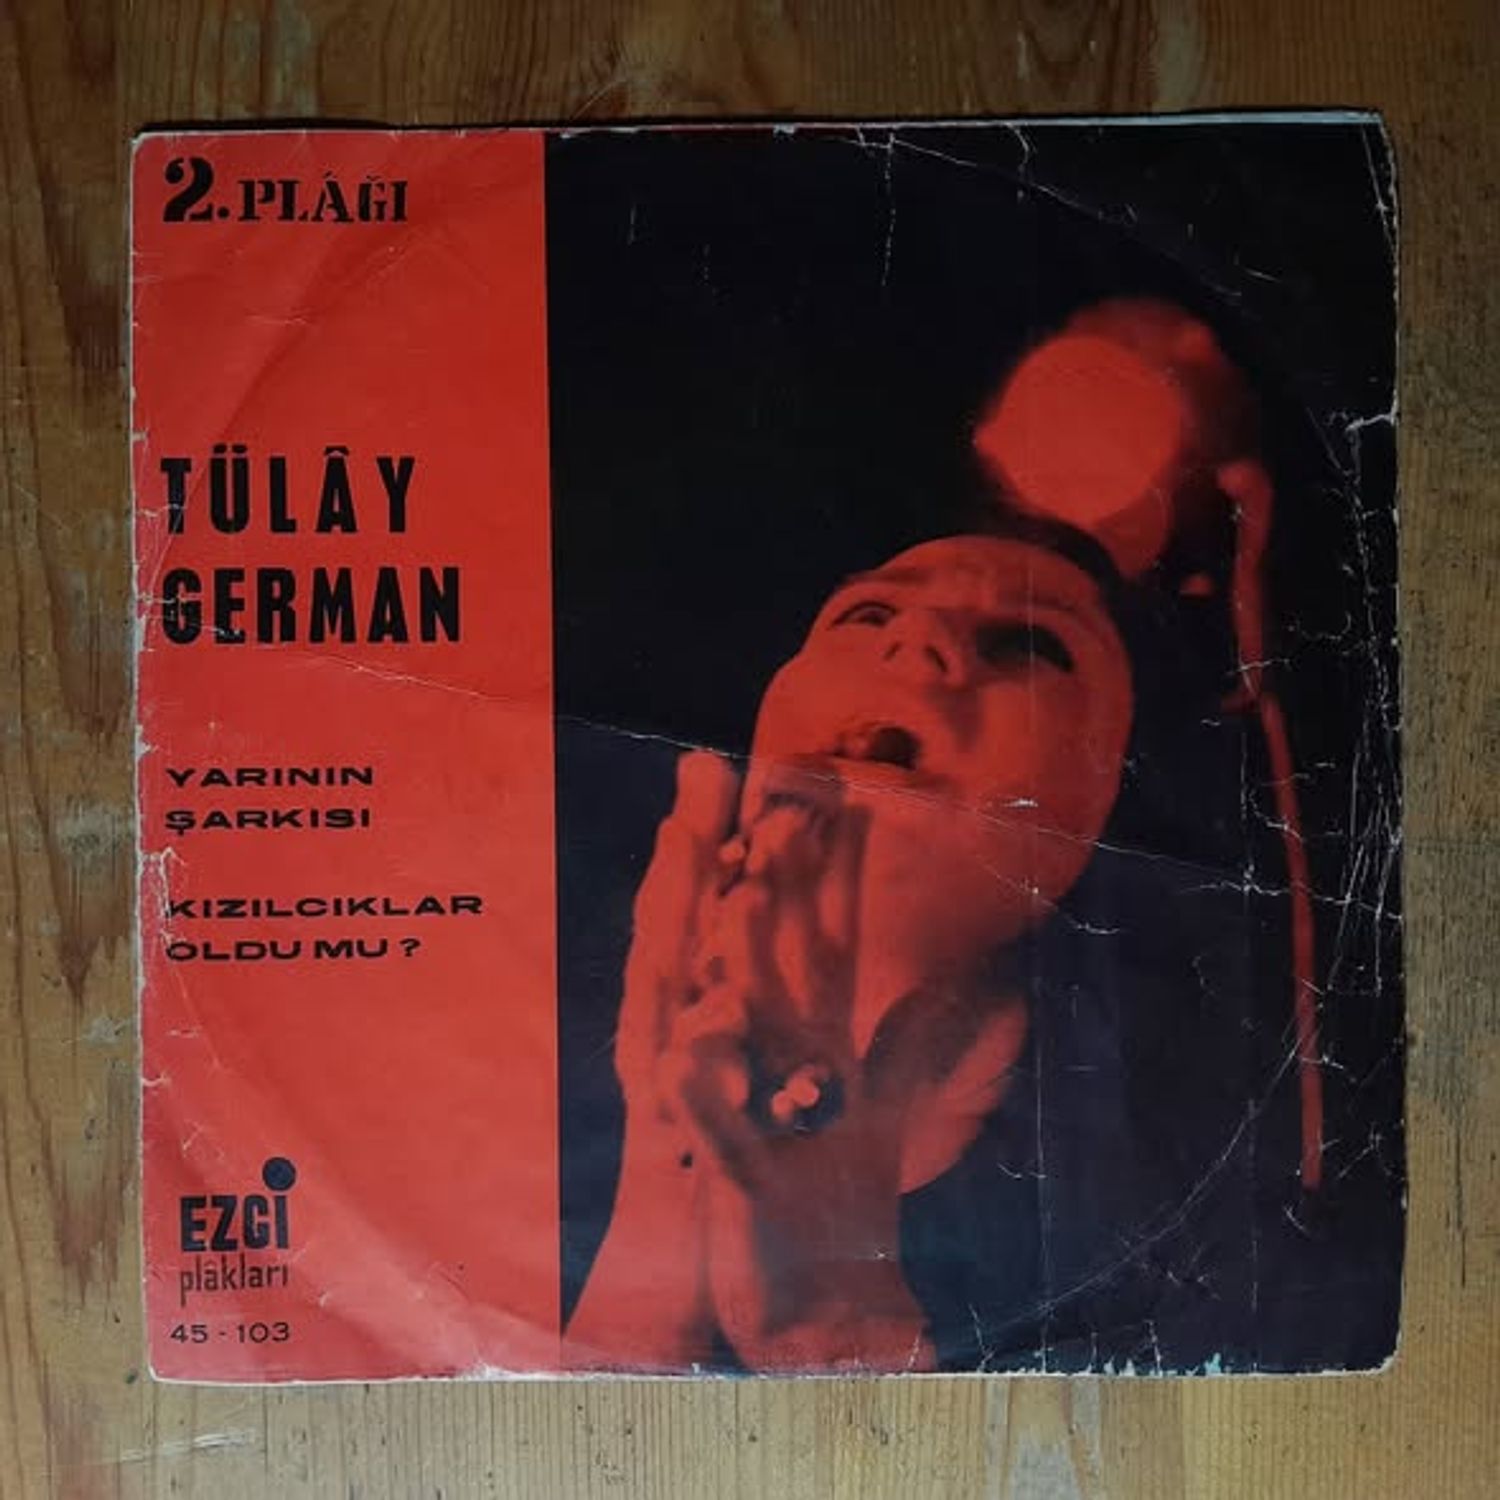 2. PLÂĞI
TÜLÂY
GERMAN
YARININ
ŞARKISI
KIZILCIKLAR
OLDU MU ?
EZGİ
plâkları
45 - 103